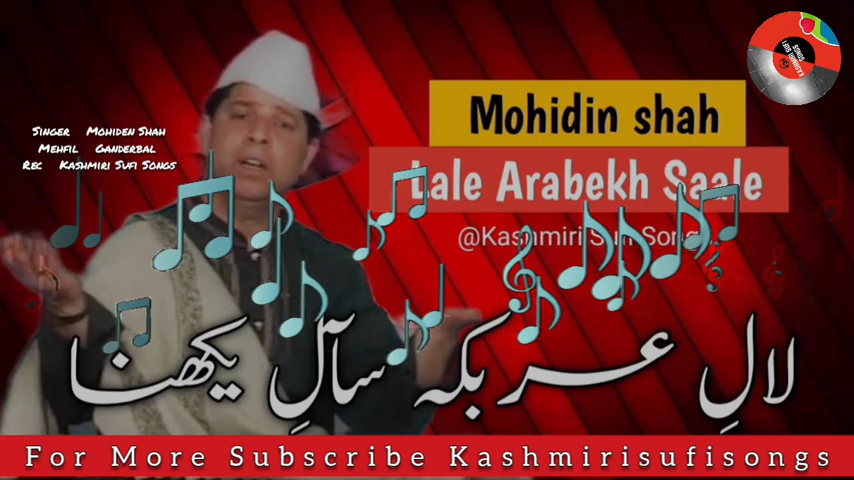 Mohidin shah
Singer Mohiden Shah
Mehfil Ganderbal
Rec Kashmiri Sufi Songs
Lale Arabekh Saale
@Kashmiri Sufi Songs
لالِ عربکہ سآلِ یکھنا
For More Subscribe Kashmirisufisongs